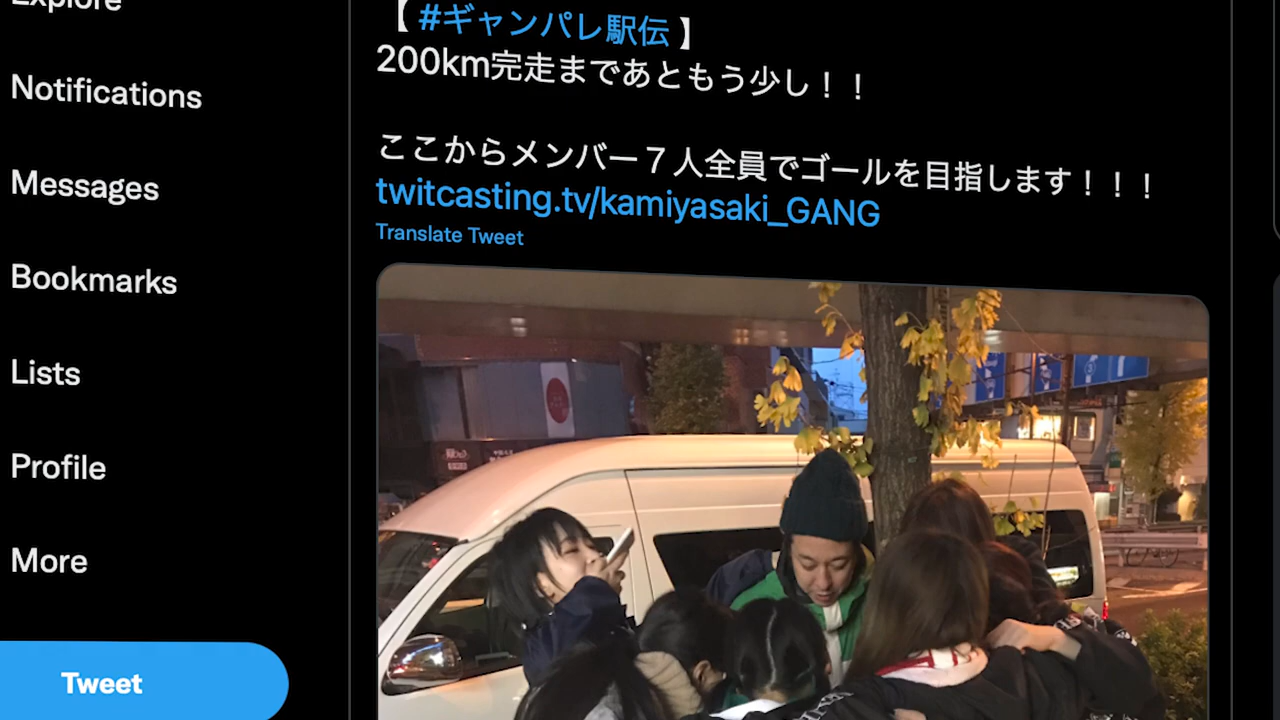 Explore
Notifications
Messages
Bookmarks
Lists
Profile
More
Tweet
【 #ギャンパレ駅伝 】
200km完走まであともう少し！！
ここからメンバー７人全員でゴールを目指します！！！
twitcasting.tv/kamiyasaki_GANG
Translate Tweet